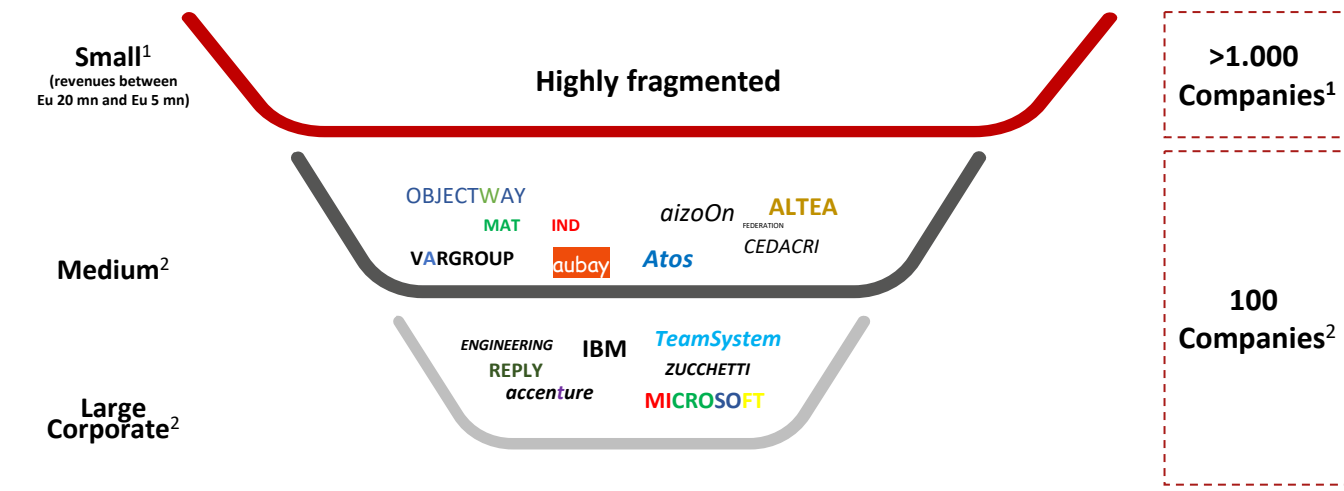 Small¹
(revenues between
Eu 20 mn and Eu 5 mn)
Highly fragmented
>1.000
Companies¹
Medium²
OBJECTWAY
MAT
IND
aizoOn
ALTEA
FEDERATION
VARGROUP
aubay
Atos
CEDACRI
100
Companies²
Large
Corporate²
ENGINEERING
IBM
TeamSystem
REPLY
ZUCCHETTI
accenture
MICROSOFT